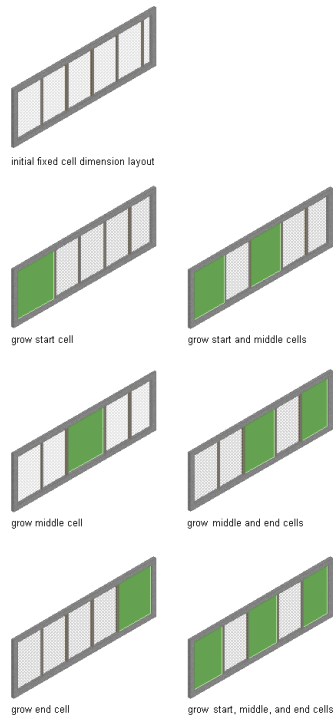 initial fixed cell dimension layout
grow start cell
grow start and middle cells
grow middle cell
grow middle and end cells
grow end cell
grow start, middle, and end cells